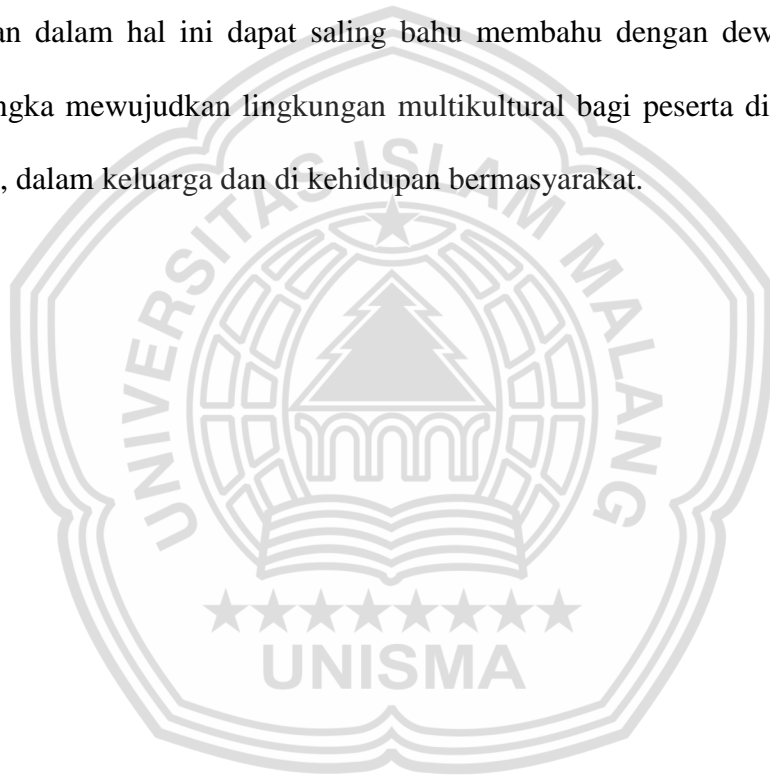 an dalam hal ini dapat saling bahu membahu dengan dew
ngka mewujudkan lingkungan multikultural bagi peserta di
, dalam keluarga dan di kehidupan bermasyarakat.
UNIVERSITAS ISLAM MALANG
UNISMA